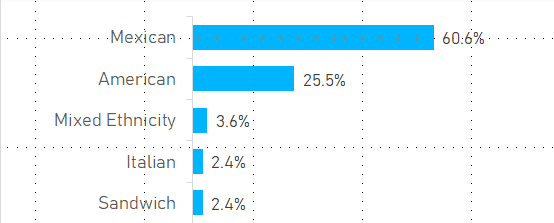 Mexican 60.6%
American 25.5%
Mixed Ethnicity 3.6%
Italian 2.4%
Sandwich 2.4%